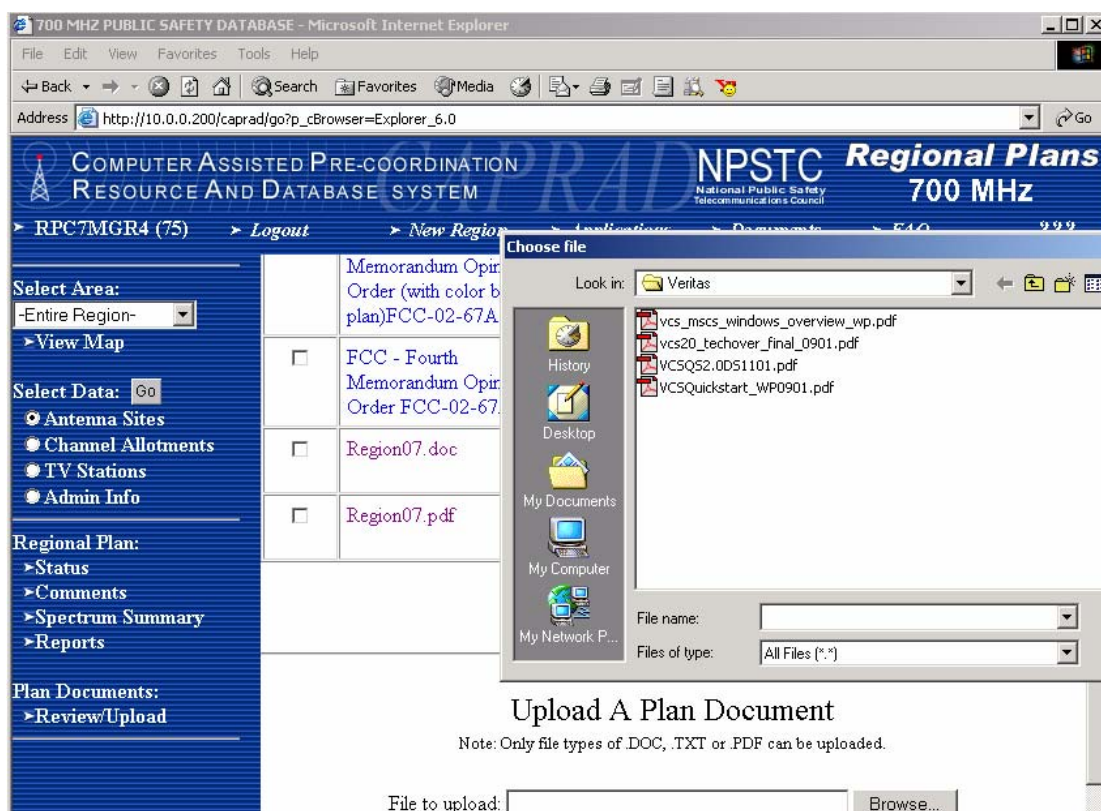 700 MHZ PUBLIC SAFETY DATABASE - Microsoft Internet Explorer
File Edit View Favorites Tools Help
Back Search Favorites Media
Address http://10.0.0.200/caprad/go?p_cBrowser=Explorer_6.0 Go
COMPUTER ASSISTED PRE-COORDINATION
RESOURCE AND DATABASE SYSTEM
CAPRAD
NPSTC
National Public Safety
Telecommunications Council
Regional Plans
700 MHz
RPC7MGR4 (75) Logout New Region Applications Documents FAQ ???
Select Area:
-Entire Region-
View Map
Select Data: Go
Antenna Sites
Channel Allotments
TV Stations
Admin Info
Regional Plan:
Status
Comments
Spectrum Summary
Reports
Plan Documents:
Review/Upload
Memorandum Opin
Order (with color b
plan)FCC-02-67A
FCC - Fourth
Memorandum Opin
Order FCC-02-67
Region07.doc
Region07.pdf
Choose file
Look in: Veritas
History
Desktop
My Documents
My Computer
My Network P...
vcs_mscs_windows_overview_wp.pdf
vcs20_techover_final_0901.pdf
VCSQS2.0DS1101.pdf
VCSQuickstart_WP0901.pdf
File name:
Files of type: All Files (*.*)
Upload A Plan Document
Note: Only file types of .DOC, .TXT or .PDF can be uploaded.
File to upload: Browse...